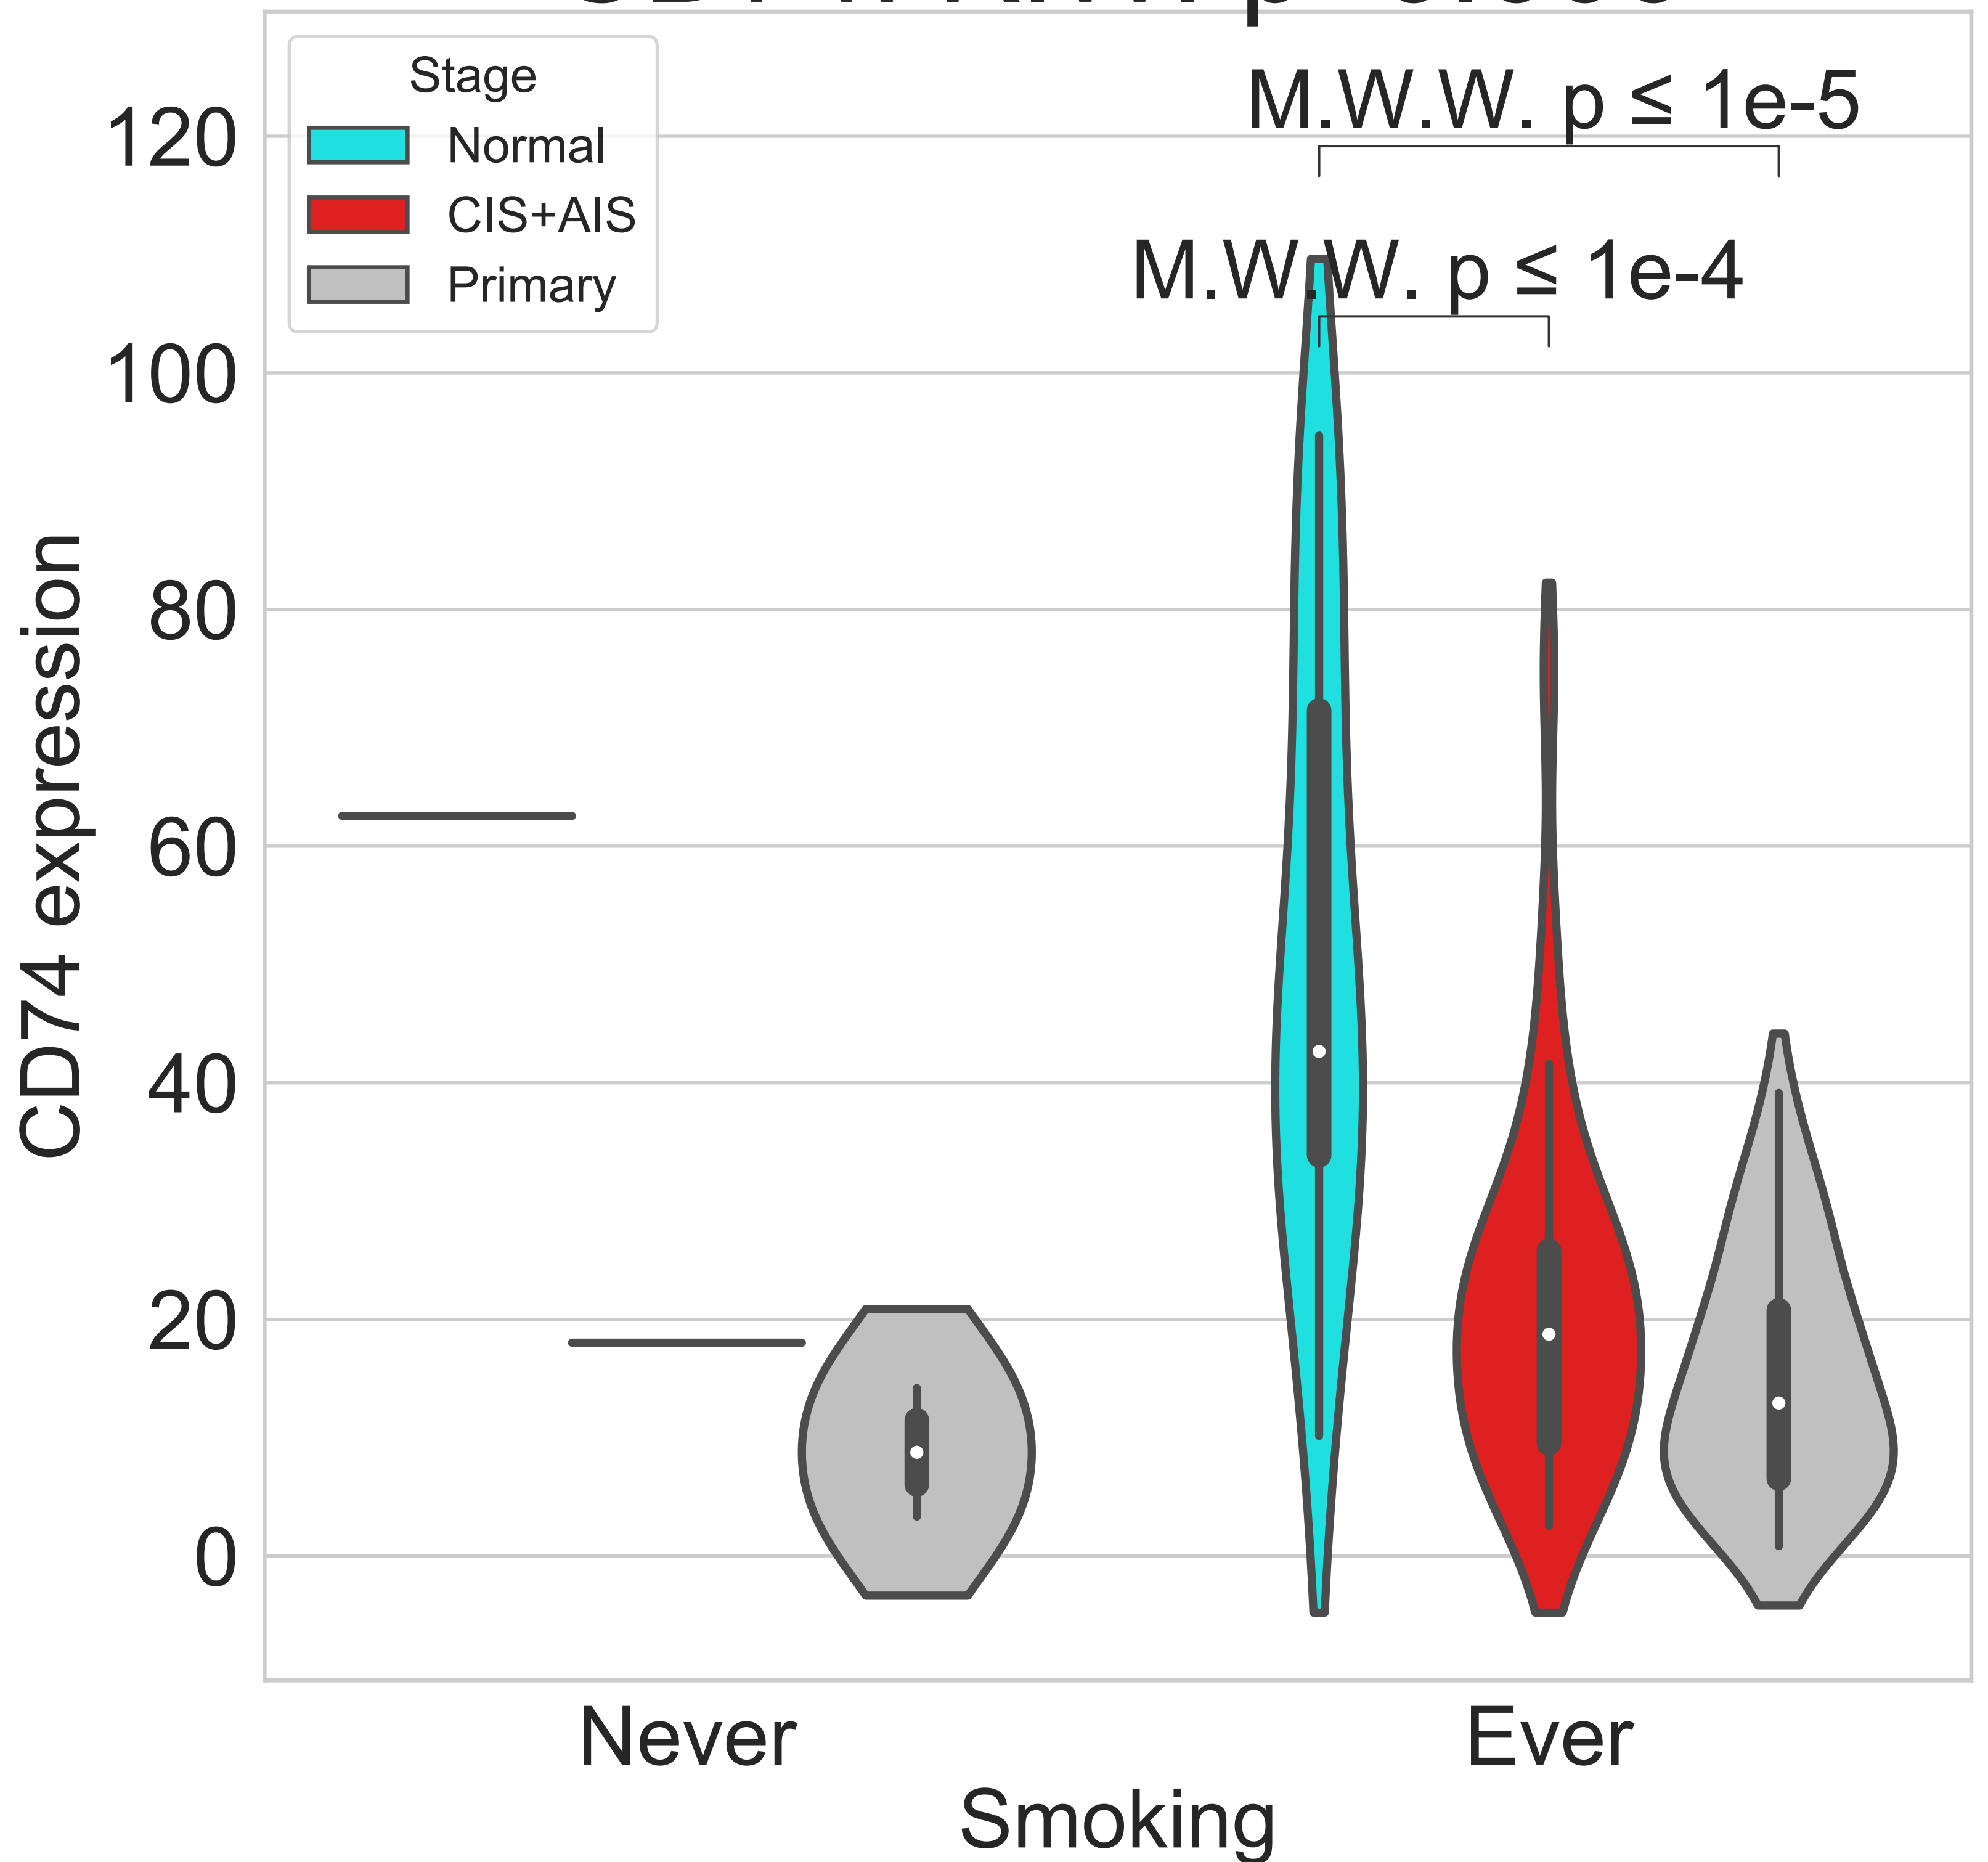 Stage
Normal
CIS+AIS
Primary
M.W.W. p ≤ 1e-5
M.W.W. p ≤ 1e-4
120
100
80
60
40
20
0
CD74 expression
Never
Ever
Smoking